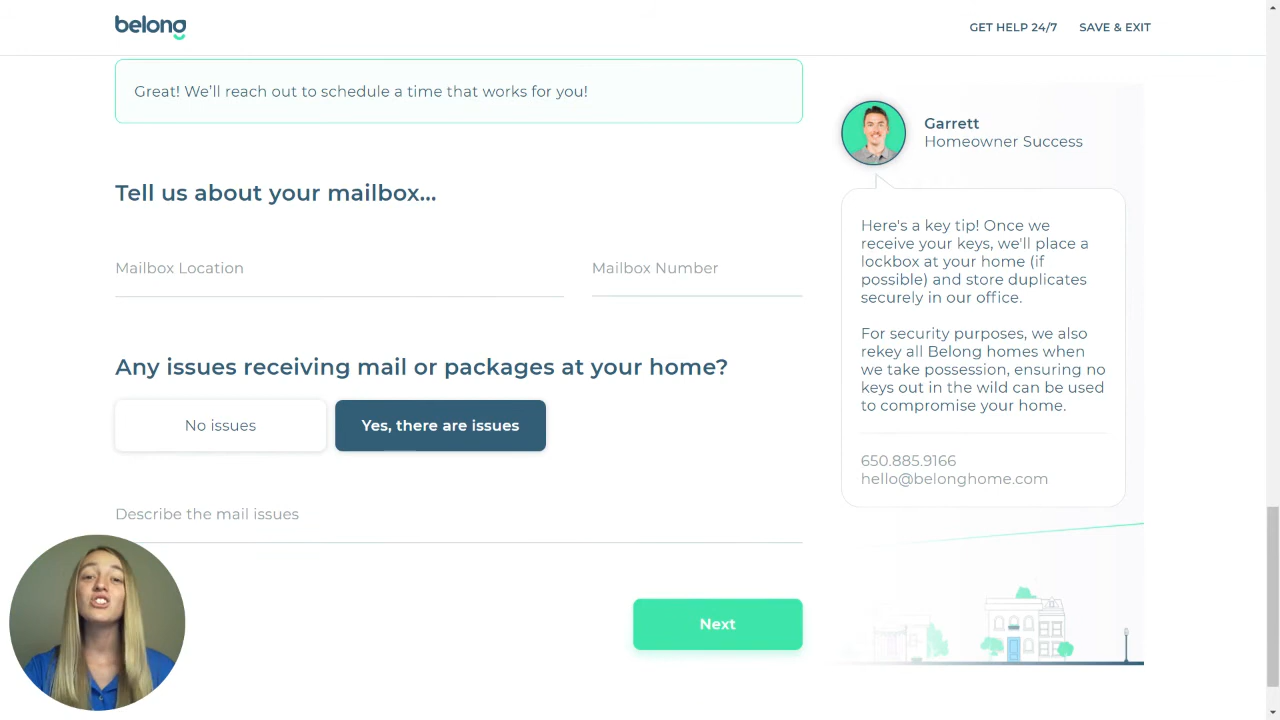 belong
GET HELP 24/7
SAVE & EXIT
Great! We’ll reach out to schedule a time that works for you!
Garrett
Homeowner Success
Tell us about your mailbox...
Mailbox Location
Mailbox Number
Here's a key tip! Once we
receive your keys, we'll place a
lockbox at your home (if
possible) and store duplicates
securely in our office.
For security purposes, we also
rekey all Belong homes when
we take possession, ensuring no
keys out in the wild can be used
to compromise your home.
650.885.9166
hello@belonghome.com
Any issues receiving mail or packages at your home?
No issues
Yes, there are issues
Describe the mail issues
Next